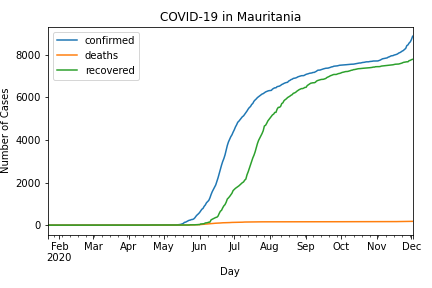 COVID-19 in Mauritania
confirmed
deaths
recovered
Number of Cases
8000
6000
4000
2000
0
Feb Mar Apr May Jun Jul Aug Sep Oct Nov Dec
2020
Day